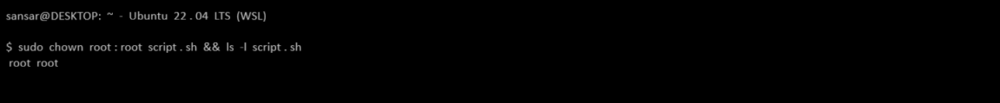 sansar@DESKTOP: ~ - Ubuntu 22.04 LTS (WSL)
$ sudo chown root:root script.sh && ls -l script.sh
root root